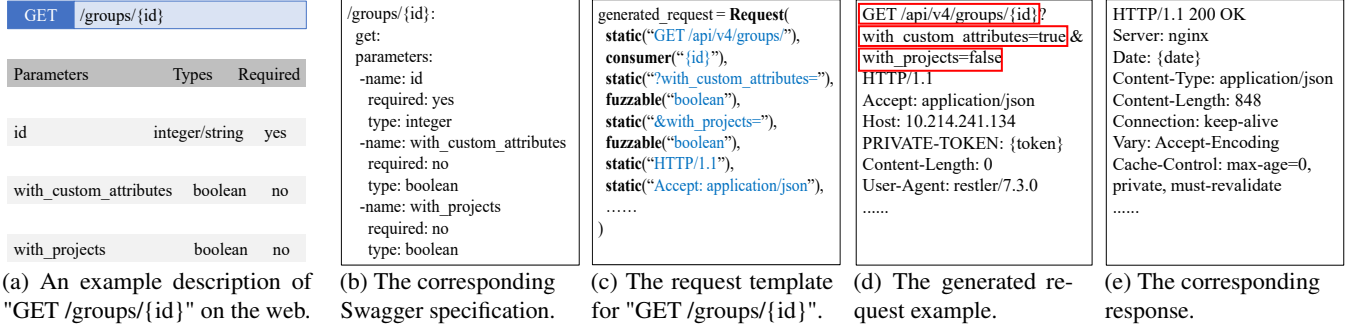 GET /groups/{id}
Parameters Types Required
id integer/string yes
with_custom_attributes boolean no
with_projects boolean no
(a) An example description of
"GET /groups/{id}" on the web.
/groups/{id}:
get:
parameters:
-name: id
required: yes
type: integer
-name: with_custom_attributes
required: no
type: boolean
-name: with_projects
required: no
type: boolean
(b) The corresponding
Swagger specification.
generated_request = Request(
static(“GET /api/v4/groups/”),
consumer(“{id}”),
static(“?with_custom_attributes=”),
fuzzable(“boolean”),
static(“&with_projects=”),
fuzzable(“boolean”),
static(“HTTP/1.1”),
static(“Accept: application/json”),
……
)
(c) The request template
for "GET /groups/{id}".
GET /api/v4/groups/{id}?
with_custom_attributes=true &
with_projects=false
HTTP/1.1
Accept: application/json
Host: 10.214.241.134
PRIVATE-TOKEN: {token}
Content-Length: 0
User-Agent: restler/7.3.0
......
(d) The generated re-
quest example.
HTTP/1.1 200 OK
Server: nginx
Date: {date}
Content-Type: application/json
Content-Length: 848
Connection: keep-alive
Vary: Accept-Encoding
Cache-Control: max-age=0,
private, must-revalidate
......
(e) The corresponding
response.